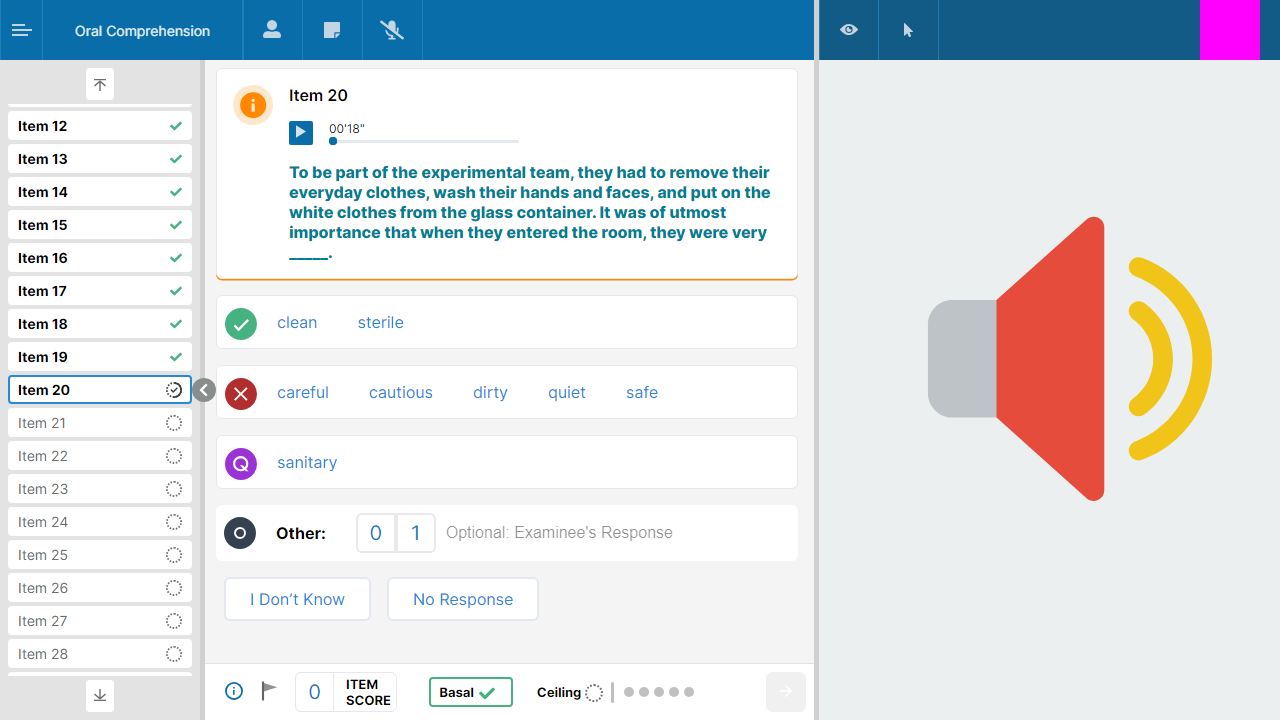 Oral Comprehension
Item 12
Item 13
Item 14
Item 15
Item 16
Item 17
Item 18
Item 19
Item 20
Item 21
Item 22
Item 23
Item 24
Item 25
Item 26
Item 27
Item 28
Item 20
00'18"
To be part of the experimental team, they had to remove their
everyday clothes, wash their hands and faces, and put on the
white clothes from the glass container. It was of utmost
importance that when they entered the room, they were very
_____.
clean sterile
careful cautious dirty quiet safe
Q sanitary
Other: 0 1 Optional: Examinee's Response
I Don't Know No Response
0 ITEM
SCORE
Basal
Ceiling